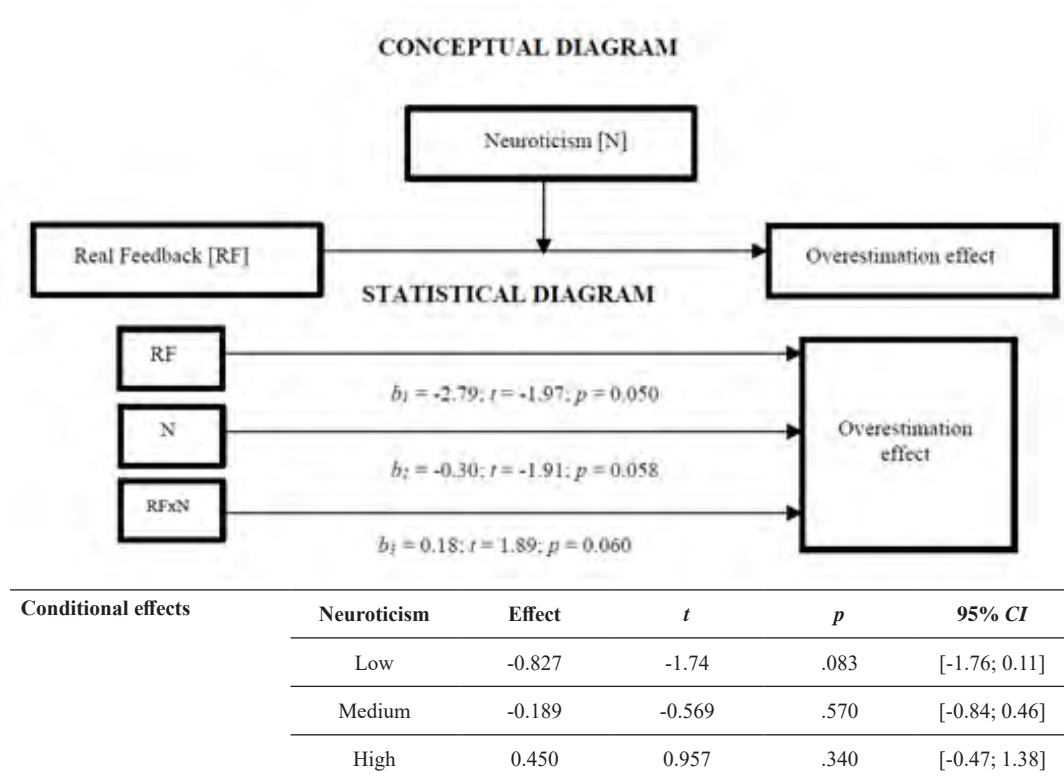 CONCEPTUAL DIAGRAM
Neuroticism [N]
Real Feedback [RF]
Overestimation effect
STATISTICAL DIAGRAM
RF
b₁ = -2.79; t = -1.97; p = 0.050
N
Overestimation
effect
b₂ = -0.30; t = -1.91; p = 0.058
RFxN
b₃ = 0.18; t = 1.89; p = 0.060
Conditional effects Neuroticism Effect t p 95% CI
Low -0.827 -1.74 .083 [-1.76; 0.11]
Medium -0.189 -0.569 .570 [-0.84; 0.46]
High 0.450 0.957 .340 [-0.47; 1.38]